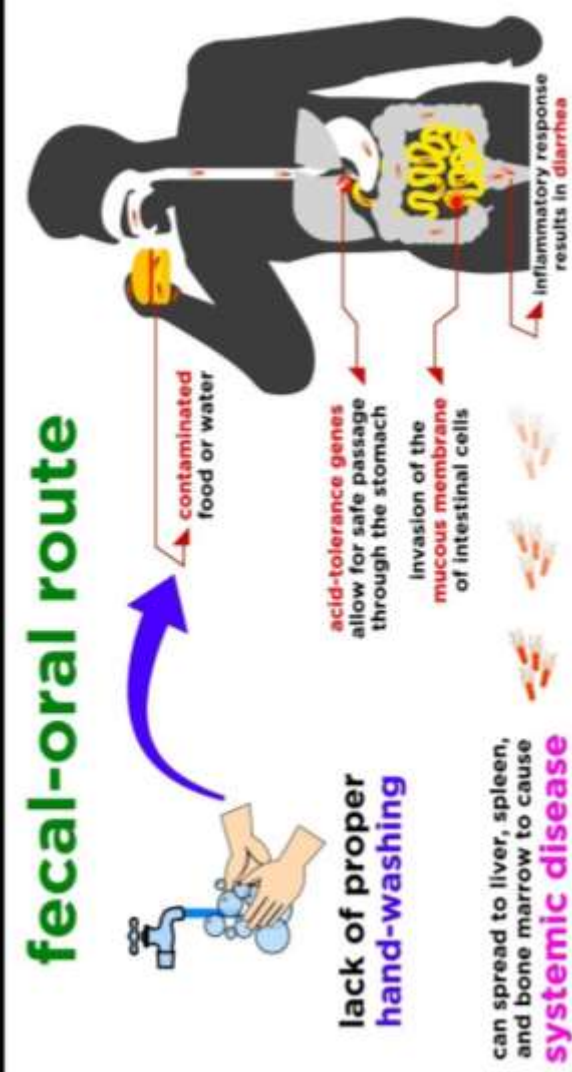 fecal-oral route
lack of proper
hand-washing
contaminated
food or water
acid-tolerance genes
allow for safe passage
through the stomach
invasion of the
mucous membrane
of intestinal cells
inflammatory response
results in diarrhea
can spread to liver, spleen,
and bone marrow to cause
systemic disease